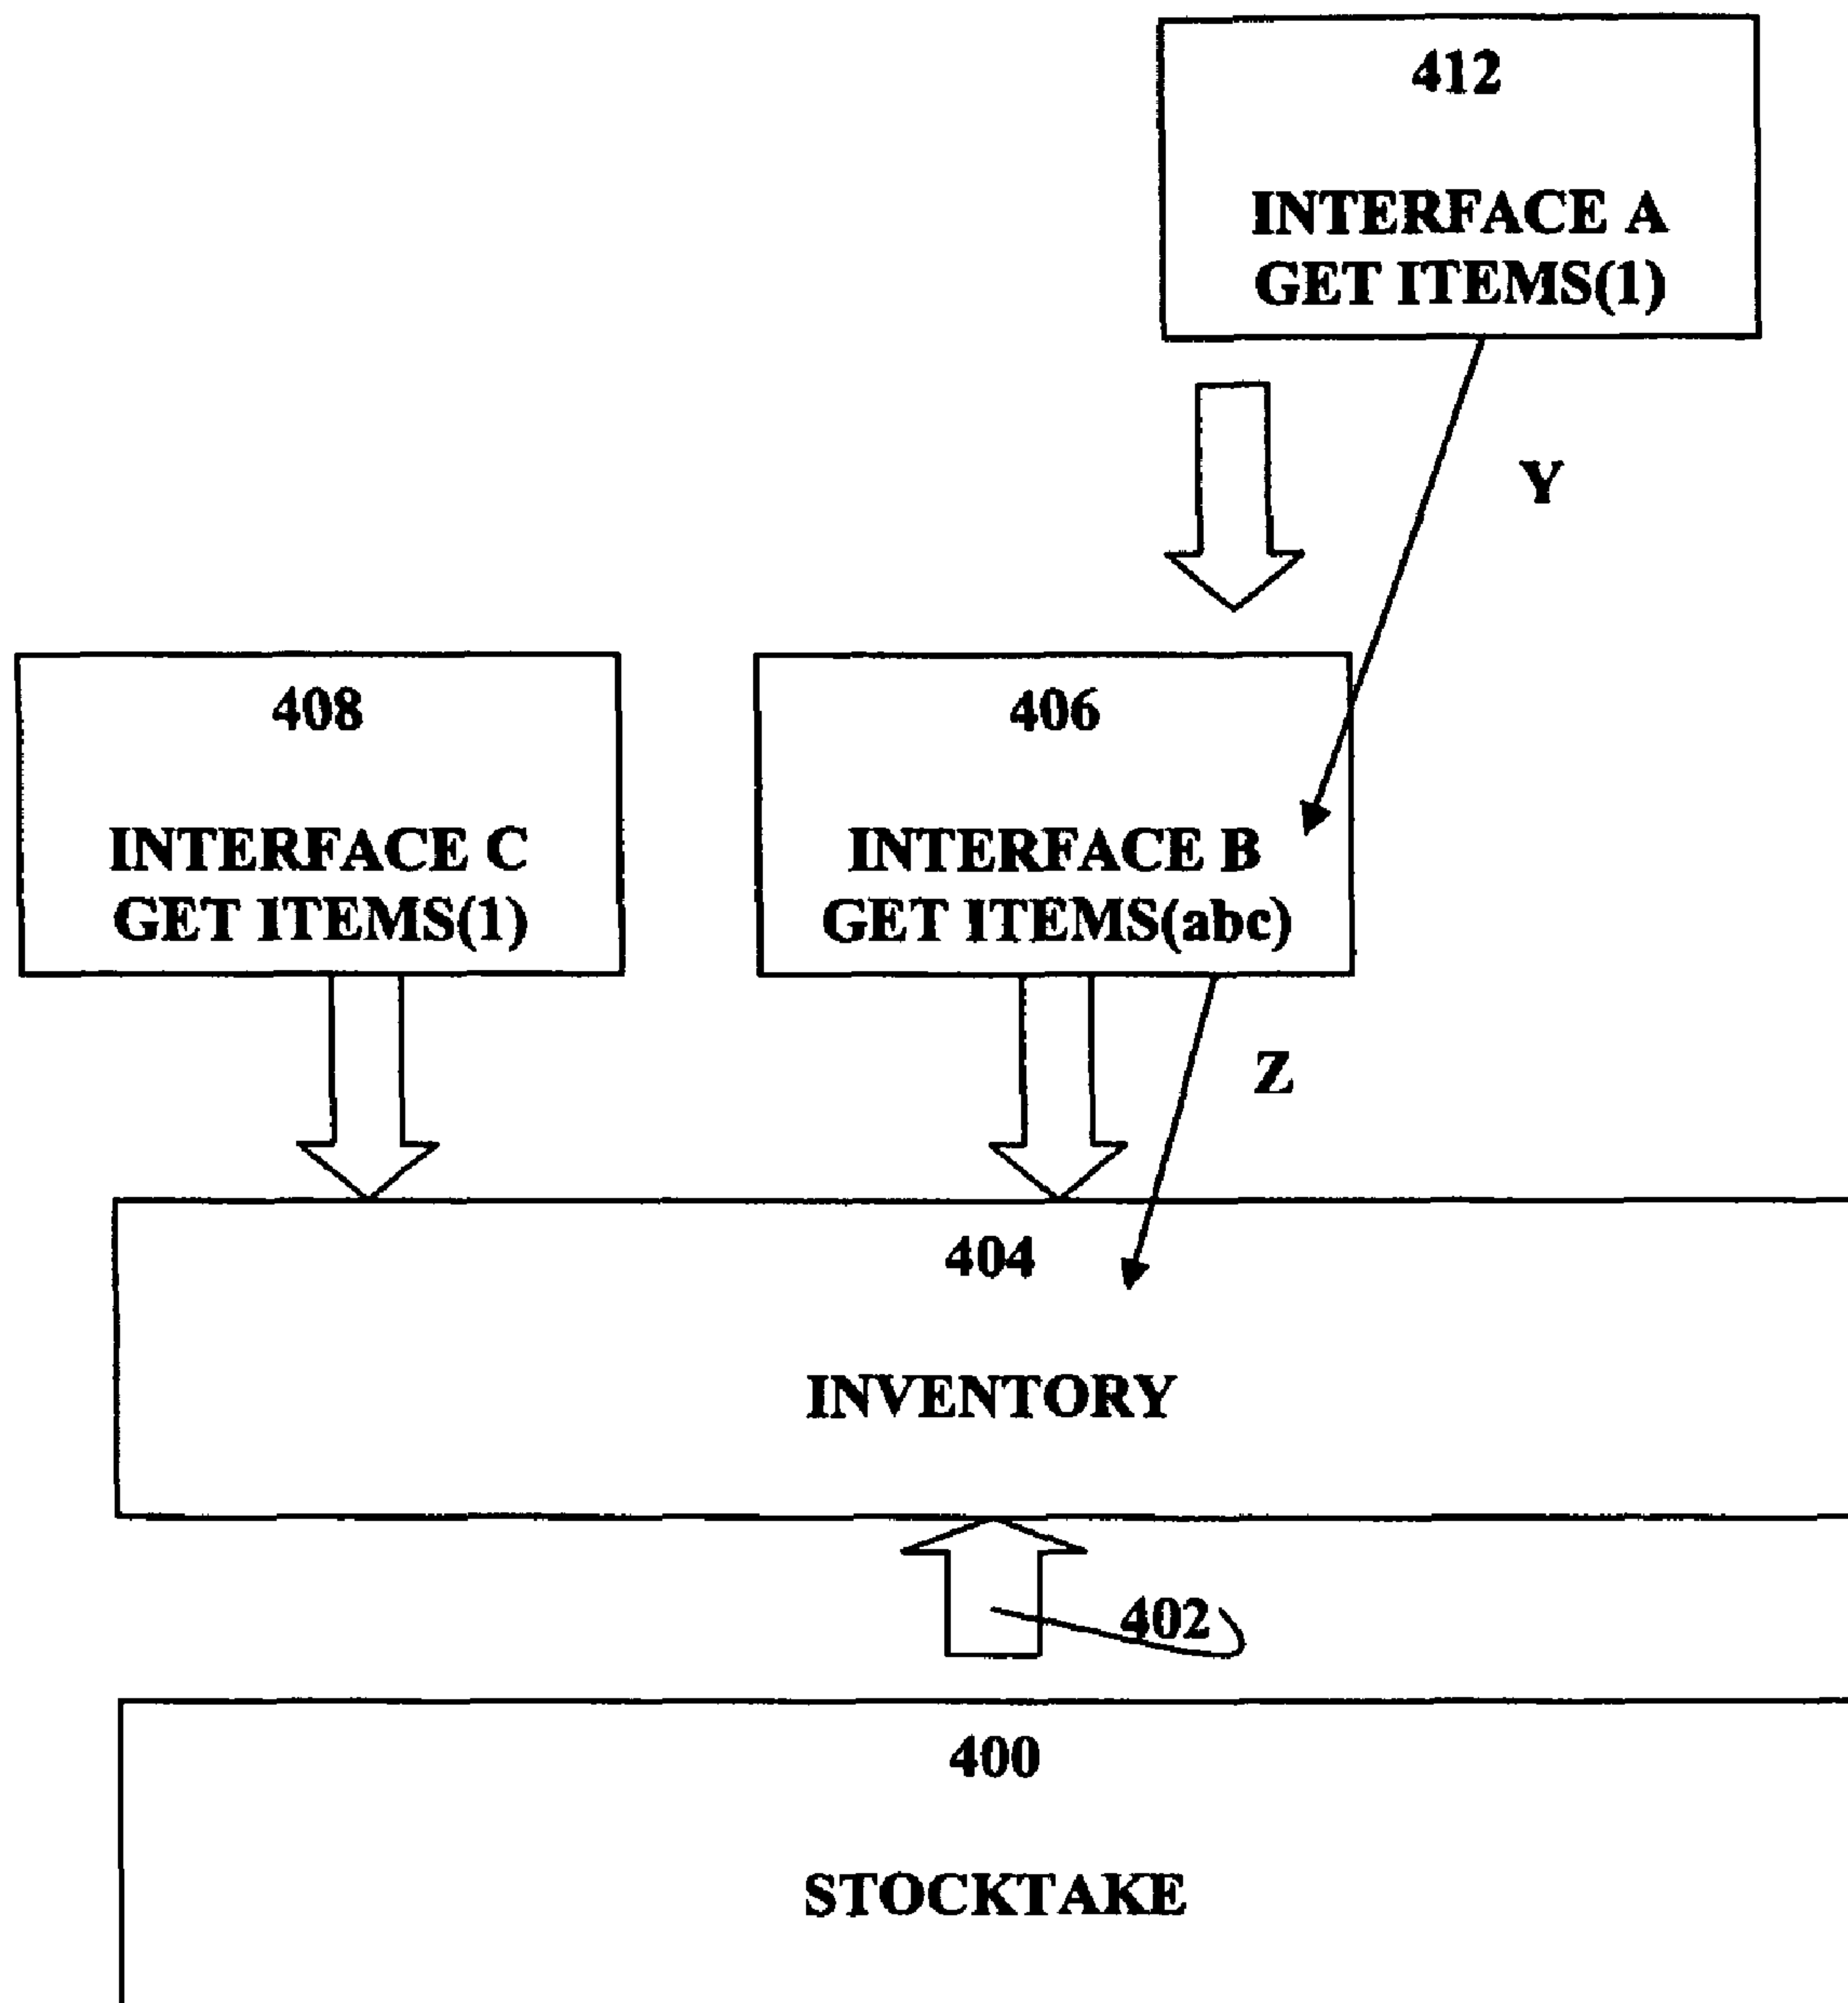 412
INTERFACE A
GET ITEMS(1)
Y
408
INTERFACE C
GET ITEMS(1)
406
INTERFACE B
GET ITEMS(abc)
Z
404
INVENTORY
402
400
STOCKTAKE